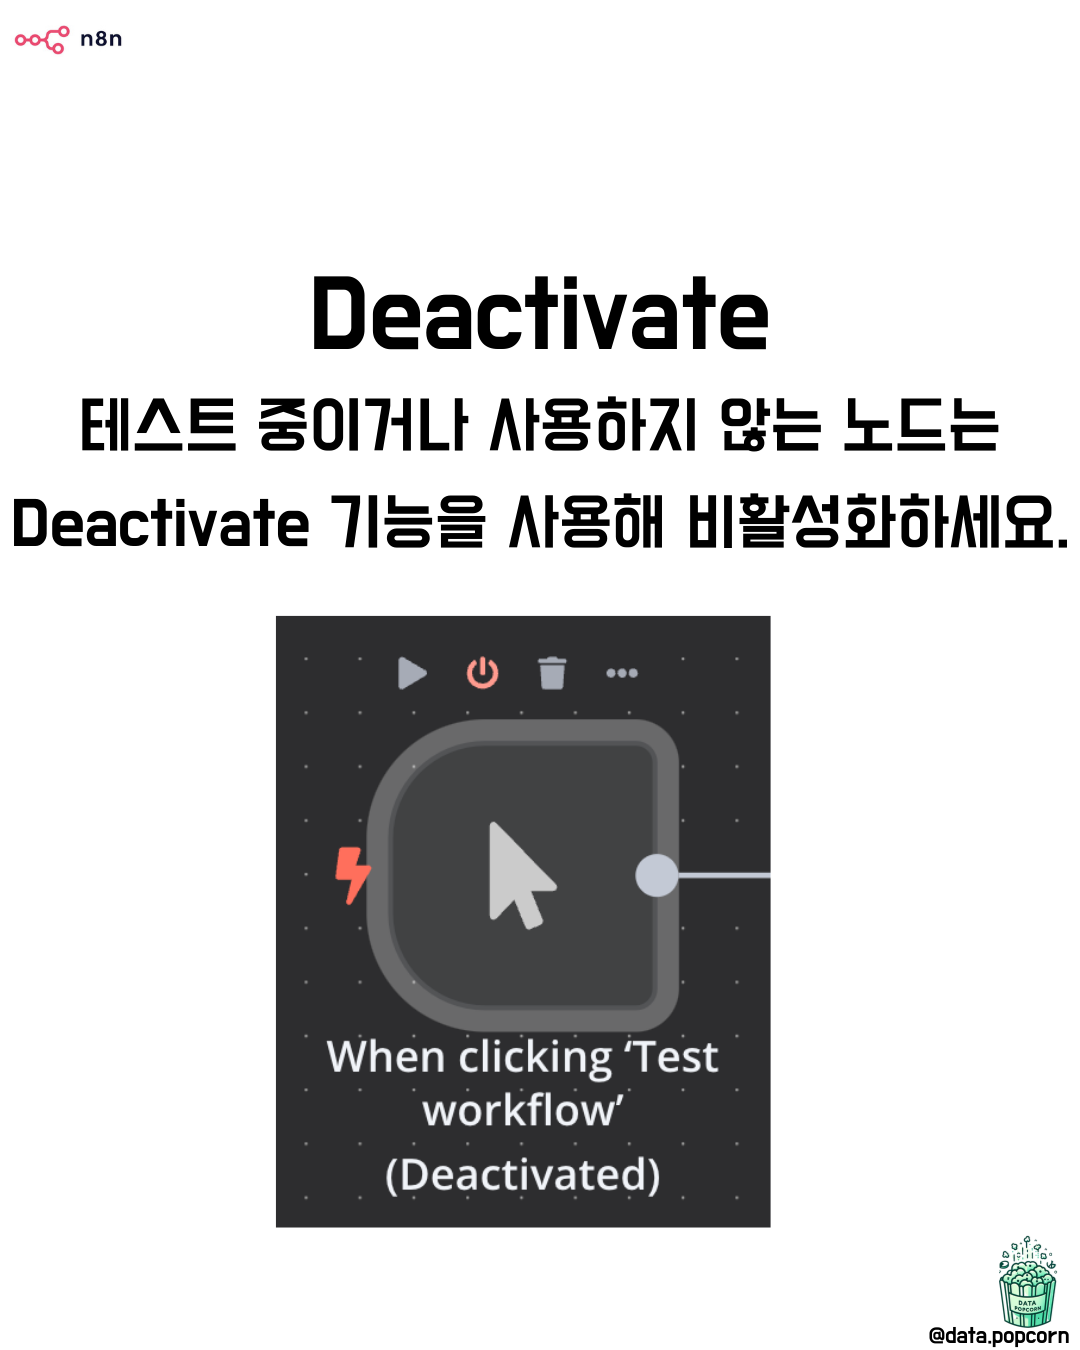 n8n
Deactivate
테스트 중이거나 사용하지 않는 노드는
Deactivate 기능을 사용해 비활성화하세요.
When clicking ‘Test
workflow’
(Deactivated)
DATA
POPCORN
@data.popcorn